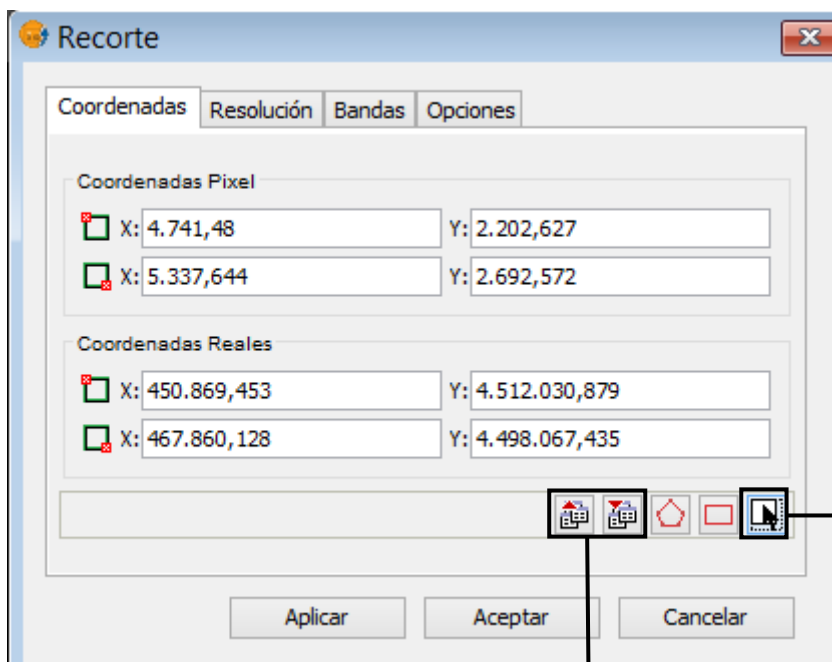 Recorte
Coordenadas Resolución Bandas Opciones
Coordenadas Pixel
X: 4.741,48 Y: 2.202,627
X: 5.337,644 Y: 2.692,572
Coordenadas Reales
X: 450.869,453 Y: 4.512.030,879
X: 467.860,128 Y: 4.498.067,435
Aplicar Aceptar Cancelar